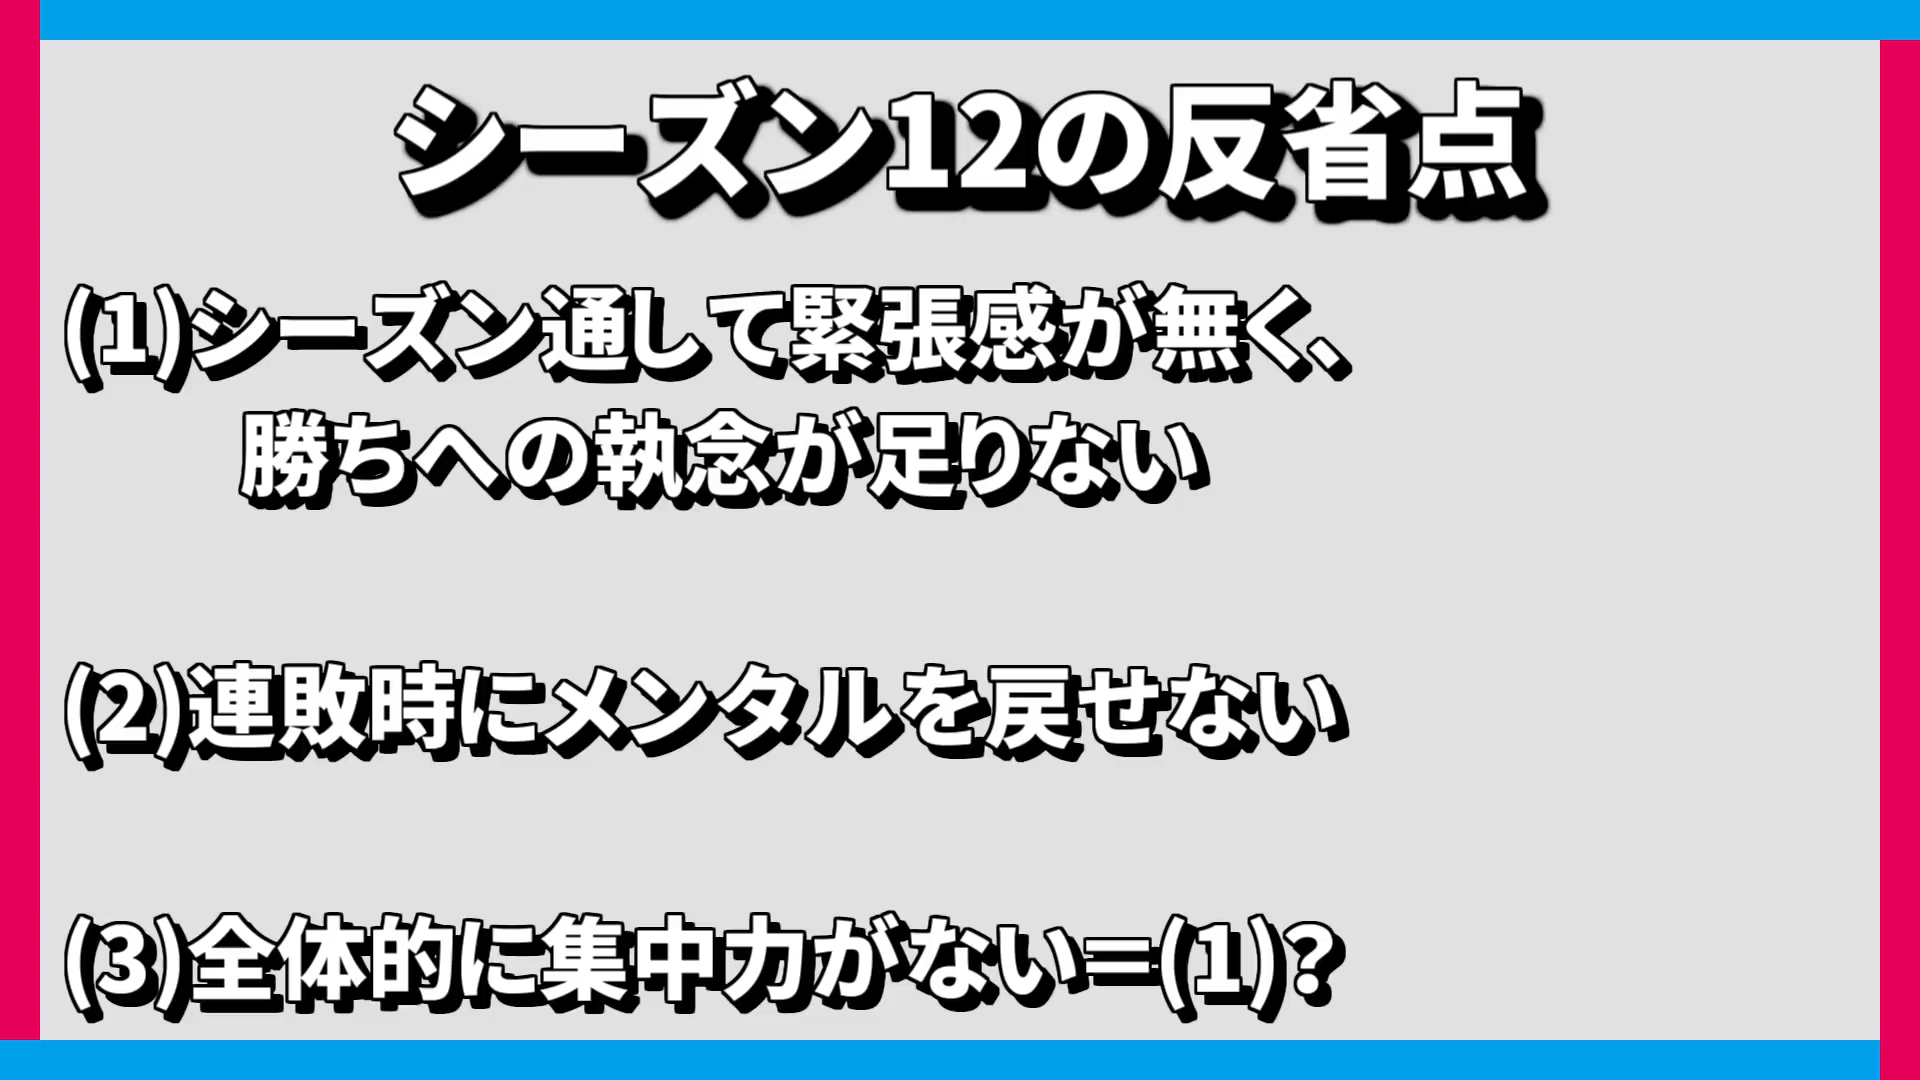 シーズン12の反省点
(1)シーズン通して緊張感が無く、
勝ちへの執念が足りない
(2)連敗時にメンタルを戻せない
(3)全体的に集中力がない=(1)?